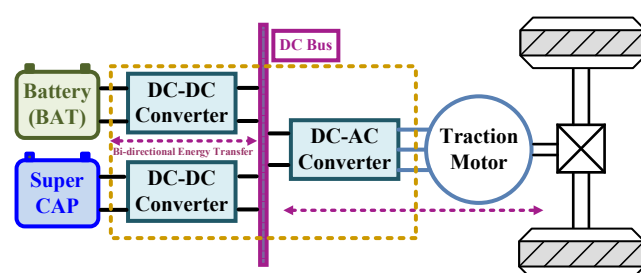 DC Bus
Battery
(BAT)
DC-DC
Converter
Bi-directional Energy Transfer
DC-AC
Converter
Traction
Motor
Super
CAP
DC-DC
Converter